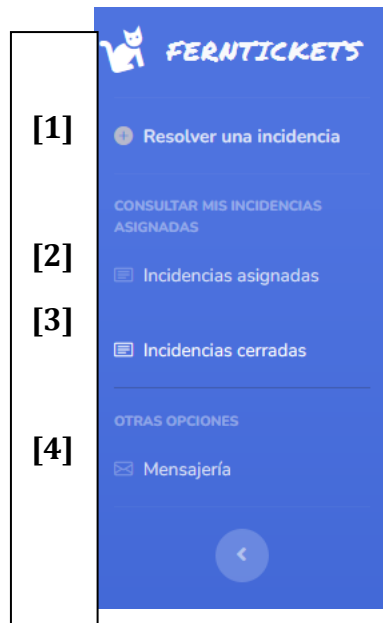 FERNTICKETS
[1]
Resolver una incidencia
CONSULTAR MIS INCIDENCIAS
ASIGNADAS
[2]
Incidencias asignadas
[3]
Incidencias cerradas
OTRAS OPCIONES
[4]
Mensajería